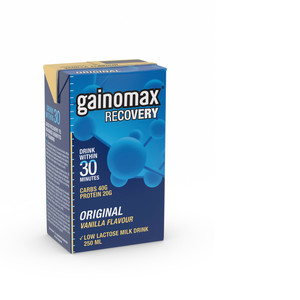 gainomax
RECOVERY
DRINK
WITHIN
30
MINUTES
CARBS 40G
PROTEIN 20G
ORIGINAL
VANILLA FLAVOUR
✓ LOW LACTOSE MILK DRINK
250 ML